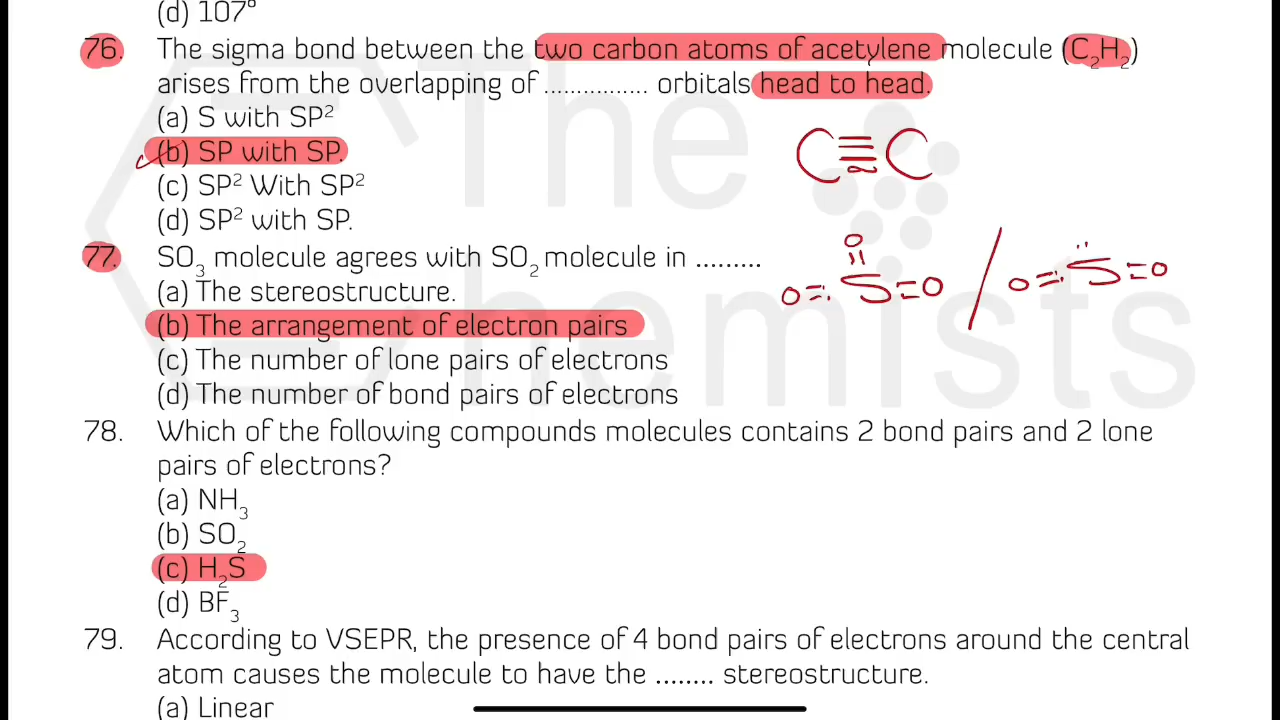 (d) 107°
76. The sigma bond between the two carbon atoms of acetylene molecule (C₂H₂)
arises from the overlapping of ................ orbitals head to head.
(a) S with SP²
(b) SP with SP.
(c) SP² With SP²
(d) SP² with SP.
C≡C
77. SO₃ molecule agrees with SO₂ molecule in .........
(a) The stereostructure.
(b) The arrangement of electron pairs
(c) The number of lone pairs of electrons
(d) The number of bond pairs of electrons
O
O=S=O / O=S=O
78. Which of the following compounds molecules contains 2 bond pairs and 2 lone
pairs of electrons?
(a) NH₃
(b) SO₂
(c) H₂S
(d) BF₃
79. According to VSEPR, the presence of 4 bond pairs of electrons around the central
atom causes the molecule to have the ........ stereostructure.
(a) Linear
The
Chemists